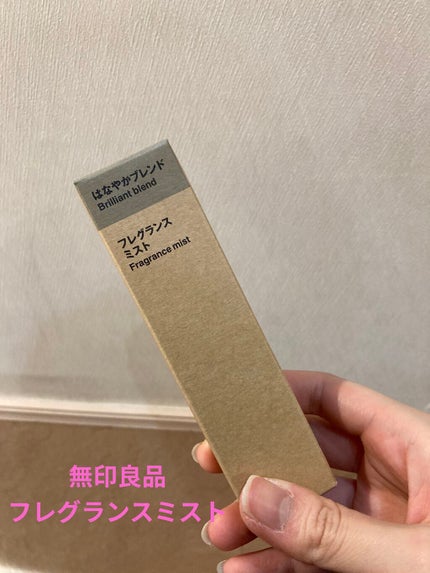 はなやかブレンド
Brilliant blend
フレグランス
ミスト
Fragrance mist
無印良品
フレグランスミスト